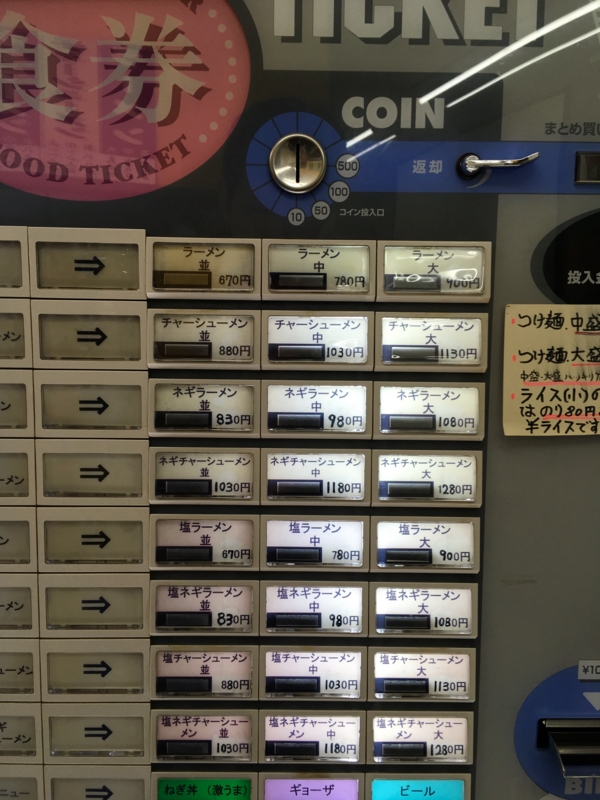 TICKET
食券
FOOD TICKET
COIN
返却
まとめ買い
500
100
50
10
コイン投入口
投入金
⇒ ラーメン 並 670円 ラーメン 中 780円 ラーメン 大 900円
⇒ チャーシューメン 並 880円 チャーシューメン 中 1030円 チャーシューメン 大 1130円
⇒ ネギラーメン 並 830円 ネギラーメン 中 980円 ネギラーメン 大 1080円
⇒ ネギチャーシューメン 並 1030円 ネギチャーシューメン 中 1180円 ネギチャーシューメン 大 1280円
⇒ 塩ラーメン 並 670円 塩ラーメン 中 780円 塩ラーメン 大 900円
⇒ 塩ネギラーメン 並 830円 塩ネギラーメン 中 980円 塩ネギラーメン 大 1080円
⇒ 塩チャーシューメン 並 880円 塩チャーシューメン 中 1030円 塩チャーシューメン 大 1130円
⇒ 塩ネギチャーシューメン 並 1030円 塩ネギチャーシューメン 中 1180円 塩ネギチャーシューメン 大 1280円
ねぎ丼 (激うま) ギョーザ ビール
つけ麺 中盛
つけ麺 大盛
ライス(小)の
は のり80円
半ライスです